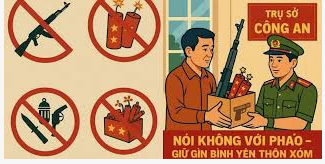 TRỤ SỞ
CÔNG AN
NÓI KHÔNG VỚI PHÁO –
GIỮ GÌN BÌNH YÊN THÔN XÓM